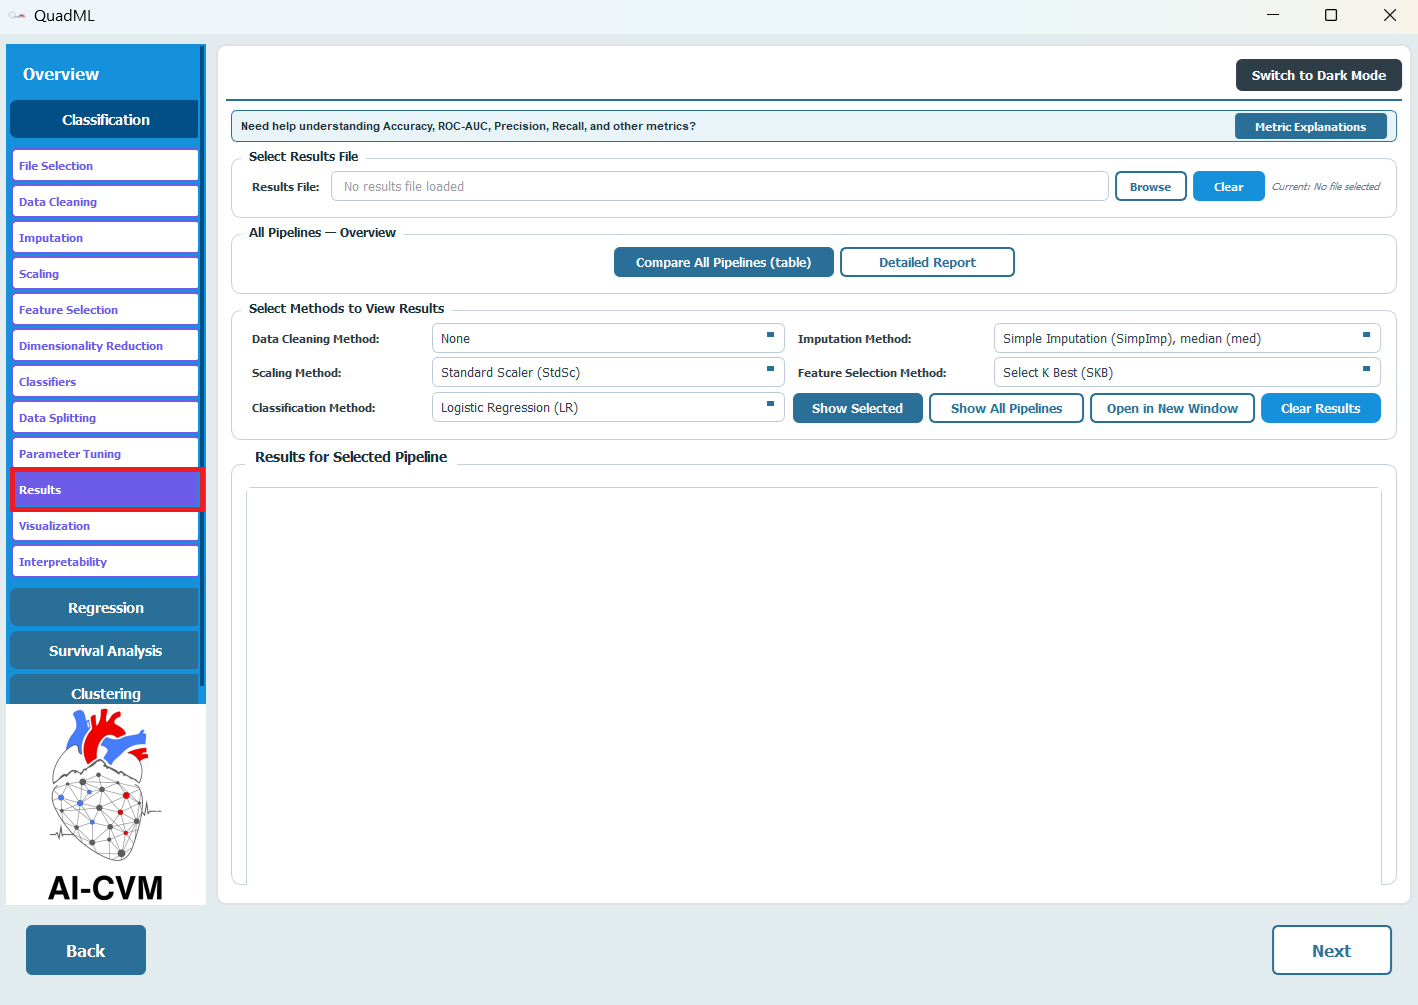 QuadML
Overview
Classification
File Selection
Data Cleaning
Imputation
Scaling
Feature Selection
Dimensionality Reduction
Classifiers
Data Splitting
Parameter Tuning
Results
Visualization
Interpretability
Regression
Survival Analysis
Clustering
AI-CVM
Switch to Dark Mode
Need help understanding Accuracy, ROC-AUC, Precision, Recall, and other metrics?
Metric Explanations
Select Results File
Results File: No results file loaded Browse Clear Current: No file selected
All Pipelines — Overview
Compare All Pipelines (table) Detailed Report
Select Methods to View Results
Data Cleaning Method: None Imputation Method: Simple Imputation (SimpImp), median (med)
Scaling Method: Standard Scaler (StdSc) Feature Selection Method: Select K Best (SKB)
Classification Method: Logistic Regression (LR) Show Selected Show All Pipelines Open in New Window Clear Results
Results for Selected Pipeline
Back
Next